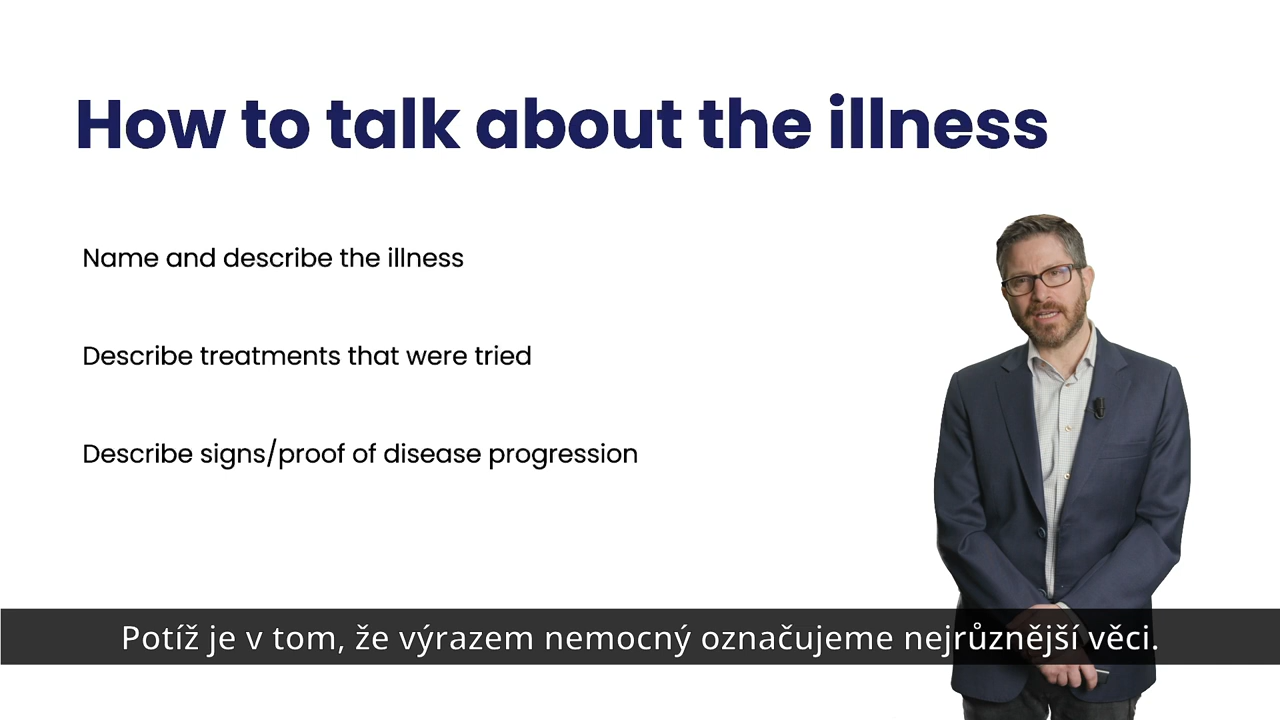 How to talk about the illness
Name and describe the illness
Describe treatments that were tried
Describe signs/proof of disease progression
Potíž je v tom, že výrazem nemocný označujeme nejrůznější věci.